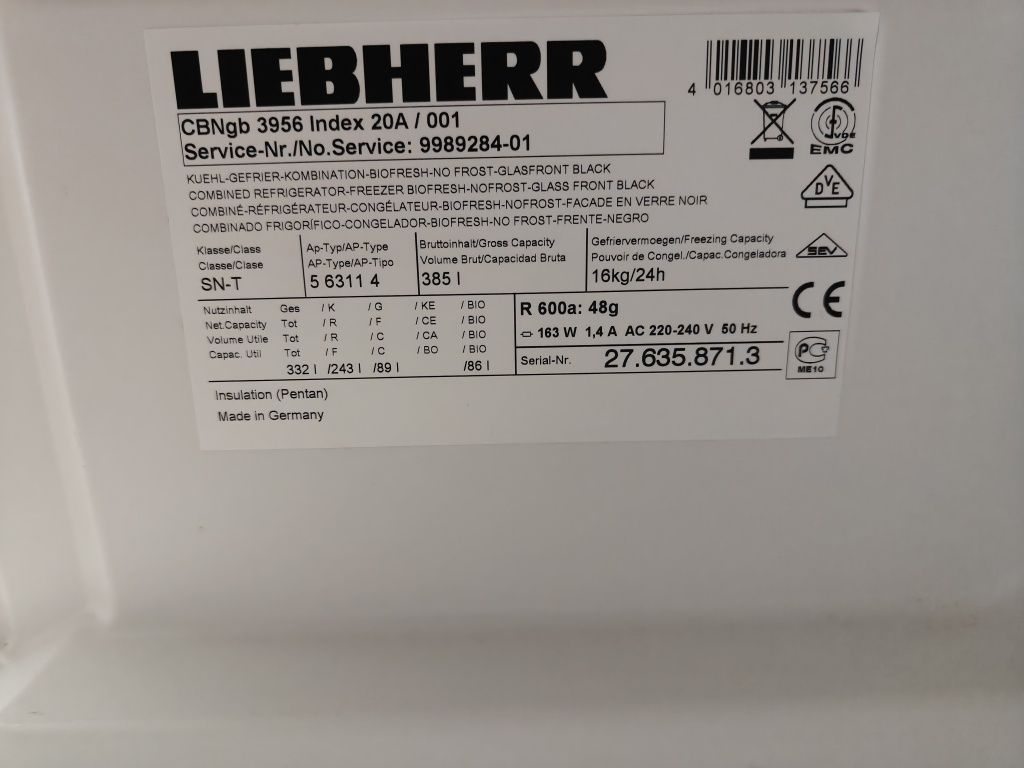 LIEBHERR
4 016803 137566
CBNgb 3956 Index 20A / 001
Service-Nr./No.Service: 9989284-01
VDE
EMC
KUEHL-GEFRIER-KOMBINATION-BIOFRESH-NO FROST-GLASFRONT BLACK
COMBINED REFRIGERATOR-FREEZER BIOFRESH-NOFROST-GLASS FRONT BLACK
COMBINÉ-RÉFRIGÉRATEUR-CONGÉLATEUR-BIOFRESH-NOFROST-FACADE EN VERRE NOIR
COMBINADO FRIGORÍFICO-CONGELADOR-BIOFRESH-NO FROST-FRENTE-NEGRO
DVE
Klasse/Class
Classe/Clase
SN-T
Ap-Typ/AP-Type
AP-Type/AP-Tipo
5 6311 4
Bruttoinhalt/Gross Capacity
Volume Brut/Capacidad Bruta
385 l
Gefriervermoegen/Freezing Capacity
Pouvoir de Congel./Capac.Congeladora
16kg/24h
SEV
CE
Nutzinhalt Ges / K / G / KE / BIO
Net.Capacity Tot / R / F / CE / BIO
Volume Utile Tot / R / C / CA / BIO
Capac. Util Tot / F / C / BO / BIO
332 l /243 l /89 l /86 l
R 600a: 48g
163 W 1,4 A AC 220-240 V 50 Hz
Serial-Nr. 27.635.871.3
ME10
Insulation (Pentan)
Made in Germany